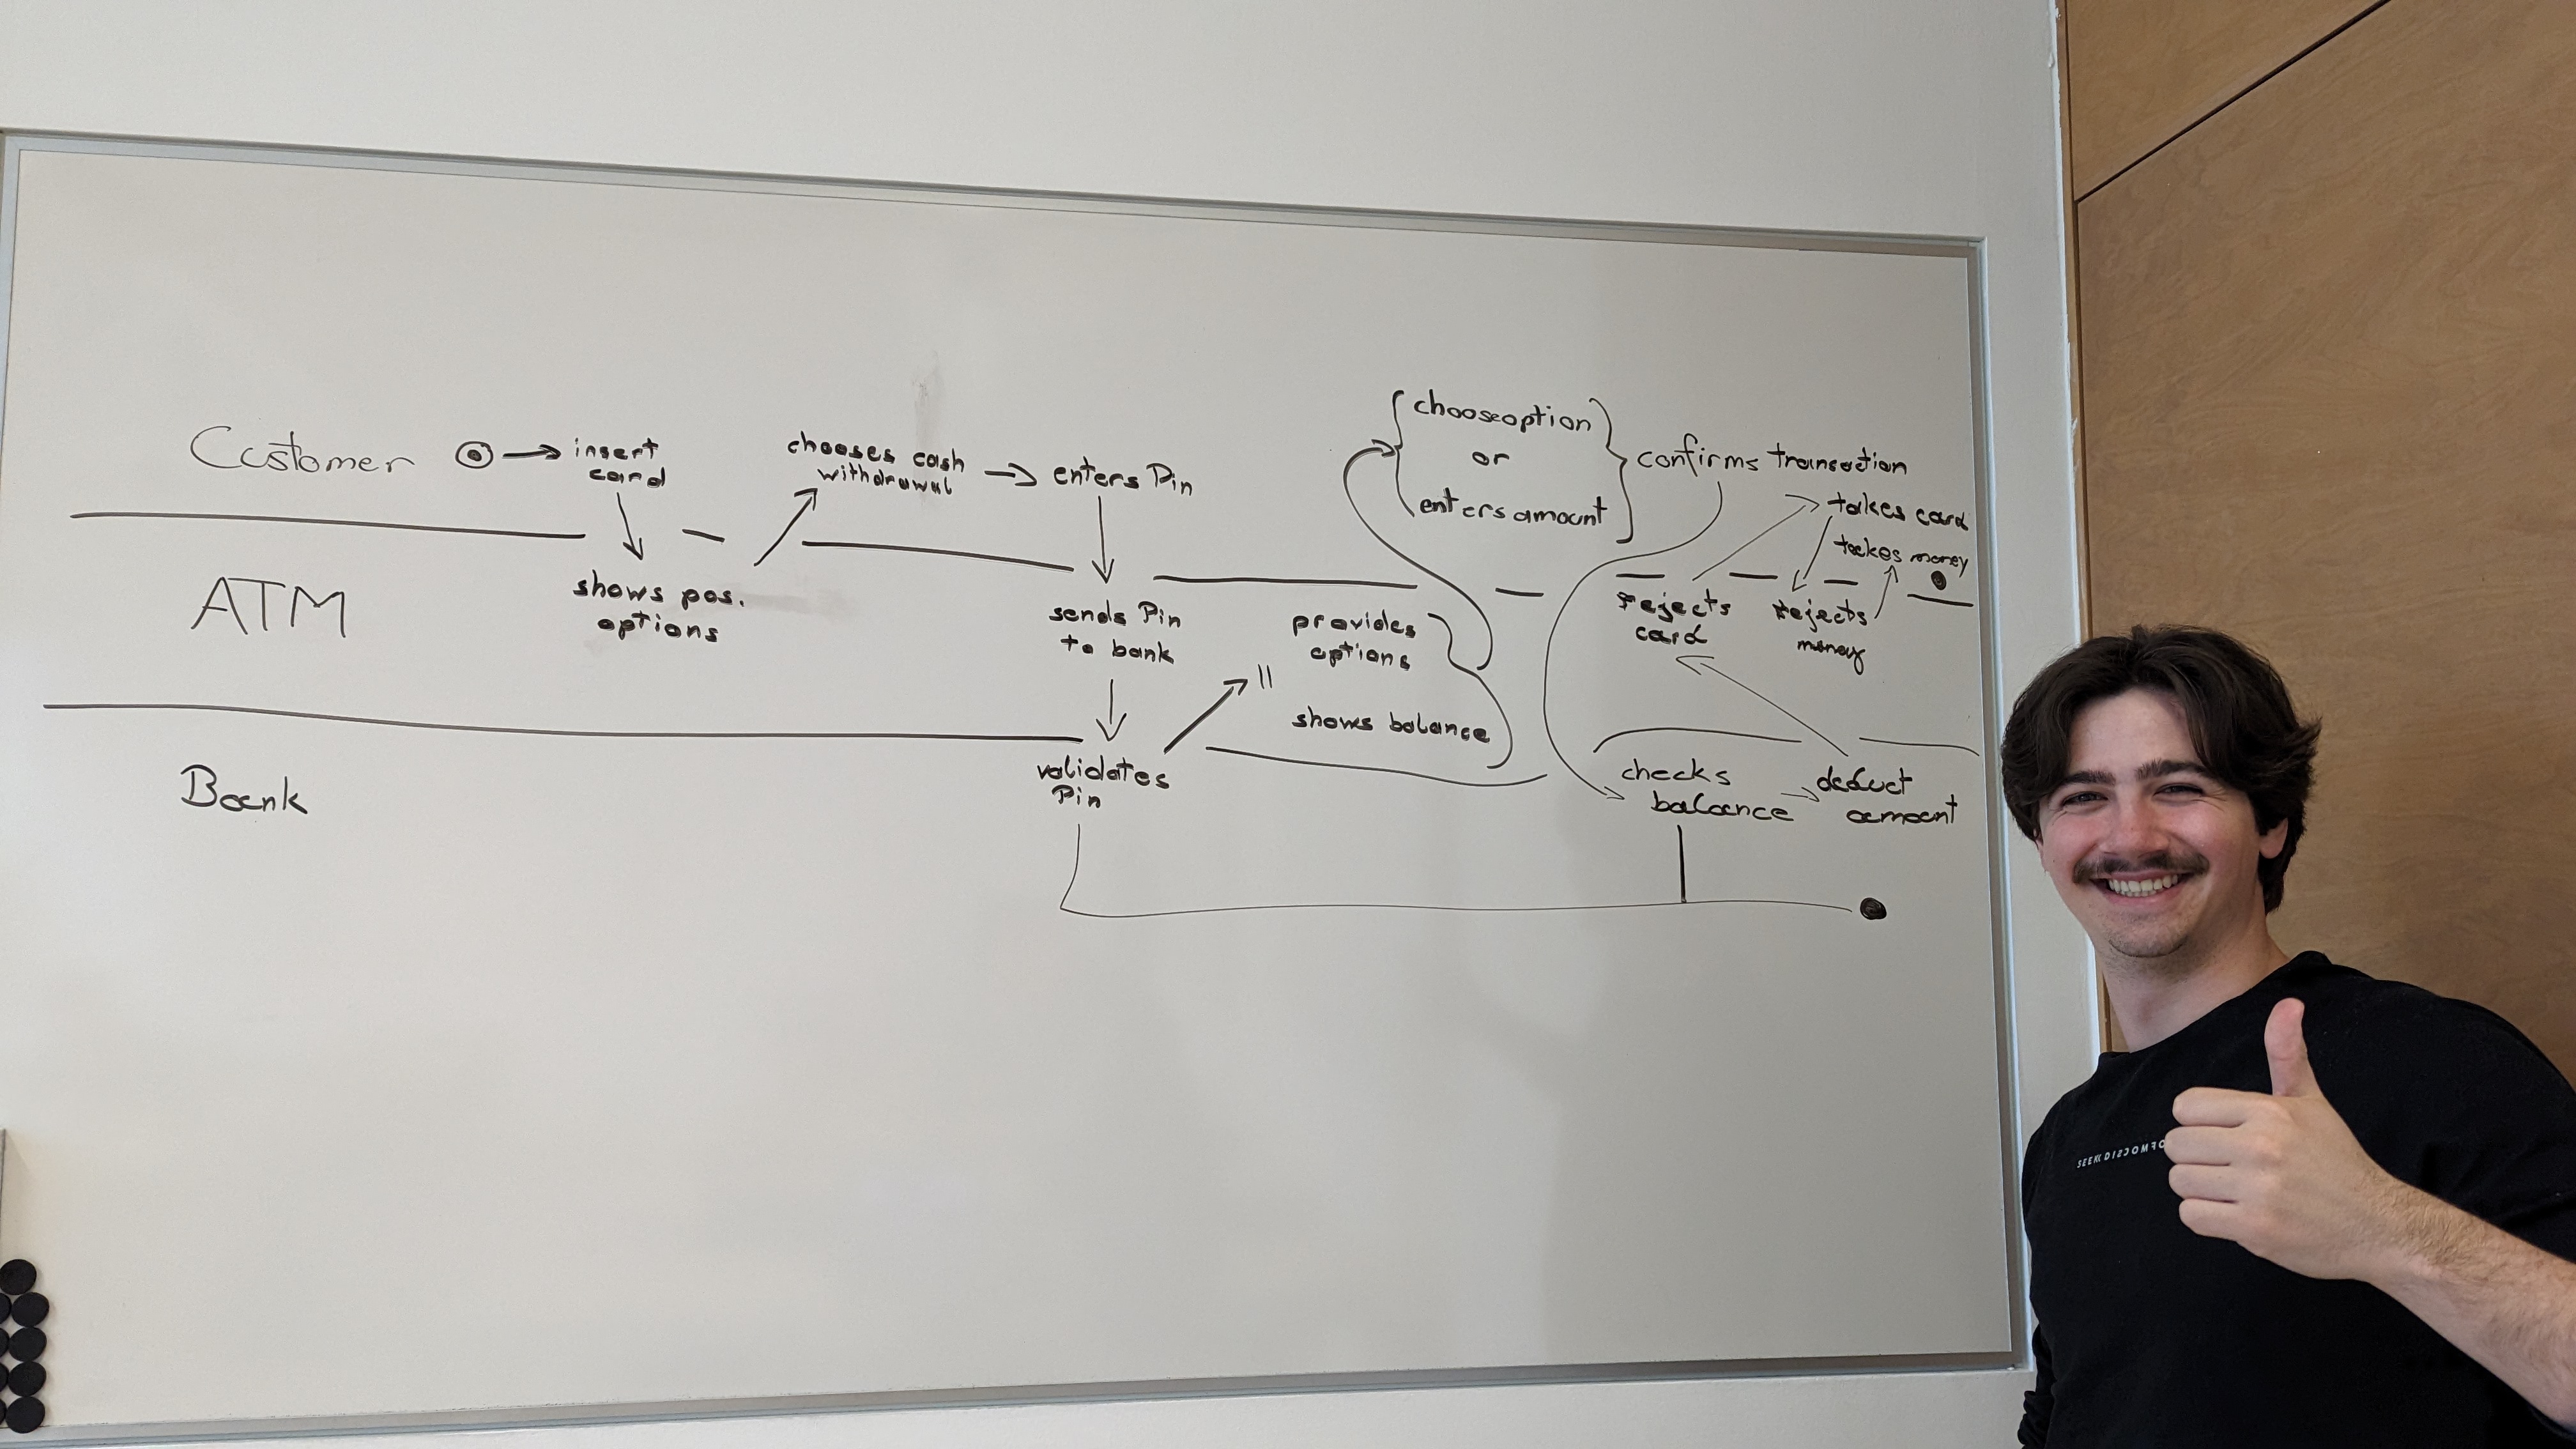 Customer
insert
card
chooses cash
withdrawal
enters Pin
chooseoption
or
enters amount
confirms transaction
takes card
takes money
ATM
shows pos.
options
sends Pin
to bank
provides
options
shows balance
rejects
card
rejects
money
Bank
validates
Pin
checks
balance
deduct
amount
SEEK DISCOMFO